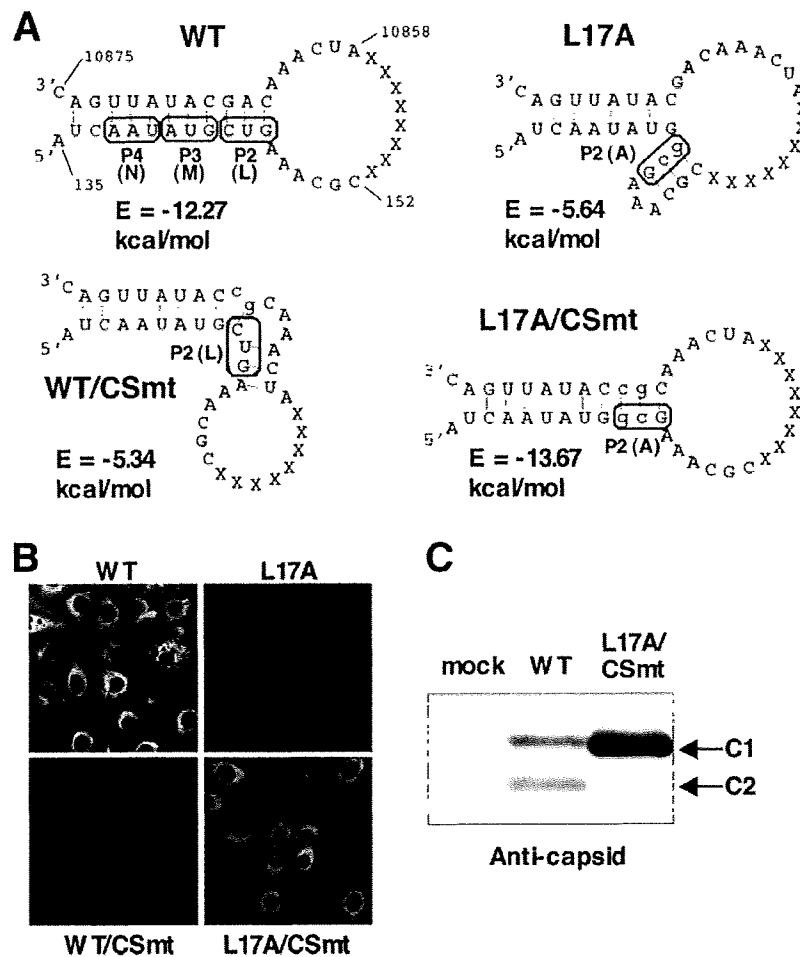 A
WT
10875
10858
3' C A G U U A U A C G A C A A A C U A X X X X X X X X
5' A U C A A U A U G C U G A A A C G C X X
P4 P3 P2
(N) (M) (L)
135
152
E = -12.27
kcal/mol
L17A
3' C A G U U A U A C G A C A A A C U A
5' A U C A A U A U G g c G A A A C G C X X X X X
P2 (A)
E = -5.64
kcal/mol
3' C A G U U A U A C c g C A A A C U A X X X X X
5' A U C A A U A U G C U G A A A C G C X X X
P2 (L)
WT/CSmt
E = -5.34
kcal/mol
L17A/CSmt
C A G U U A U A C c g C A A A C U A X X X X X
A U C A A U A U G g c G A A A C G C X X X
P2 (A)
E = -13.67
kcal/mol
B
WT L17A
WT/CSmt L17A/CSmt
C
mock WT L17A/
CSmt
C1
C2
Anti-capsid